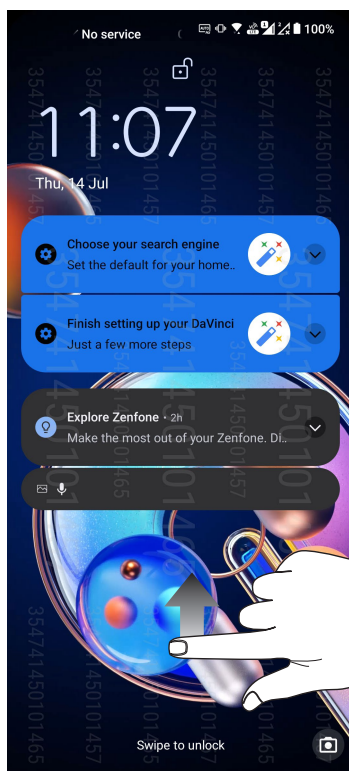 No service
100%
11:07
Thu, 14 Jul
Choose your search engine
Set the default for your home..
Finish setting up your DaVinci
Just a few more steps
Explore Zenfone • 2h
Make the most out of your Zenfone. Di..
Swipe to unlock
354741450101465
354741450101457